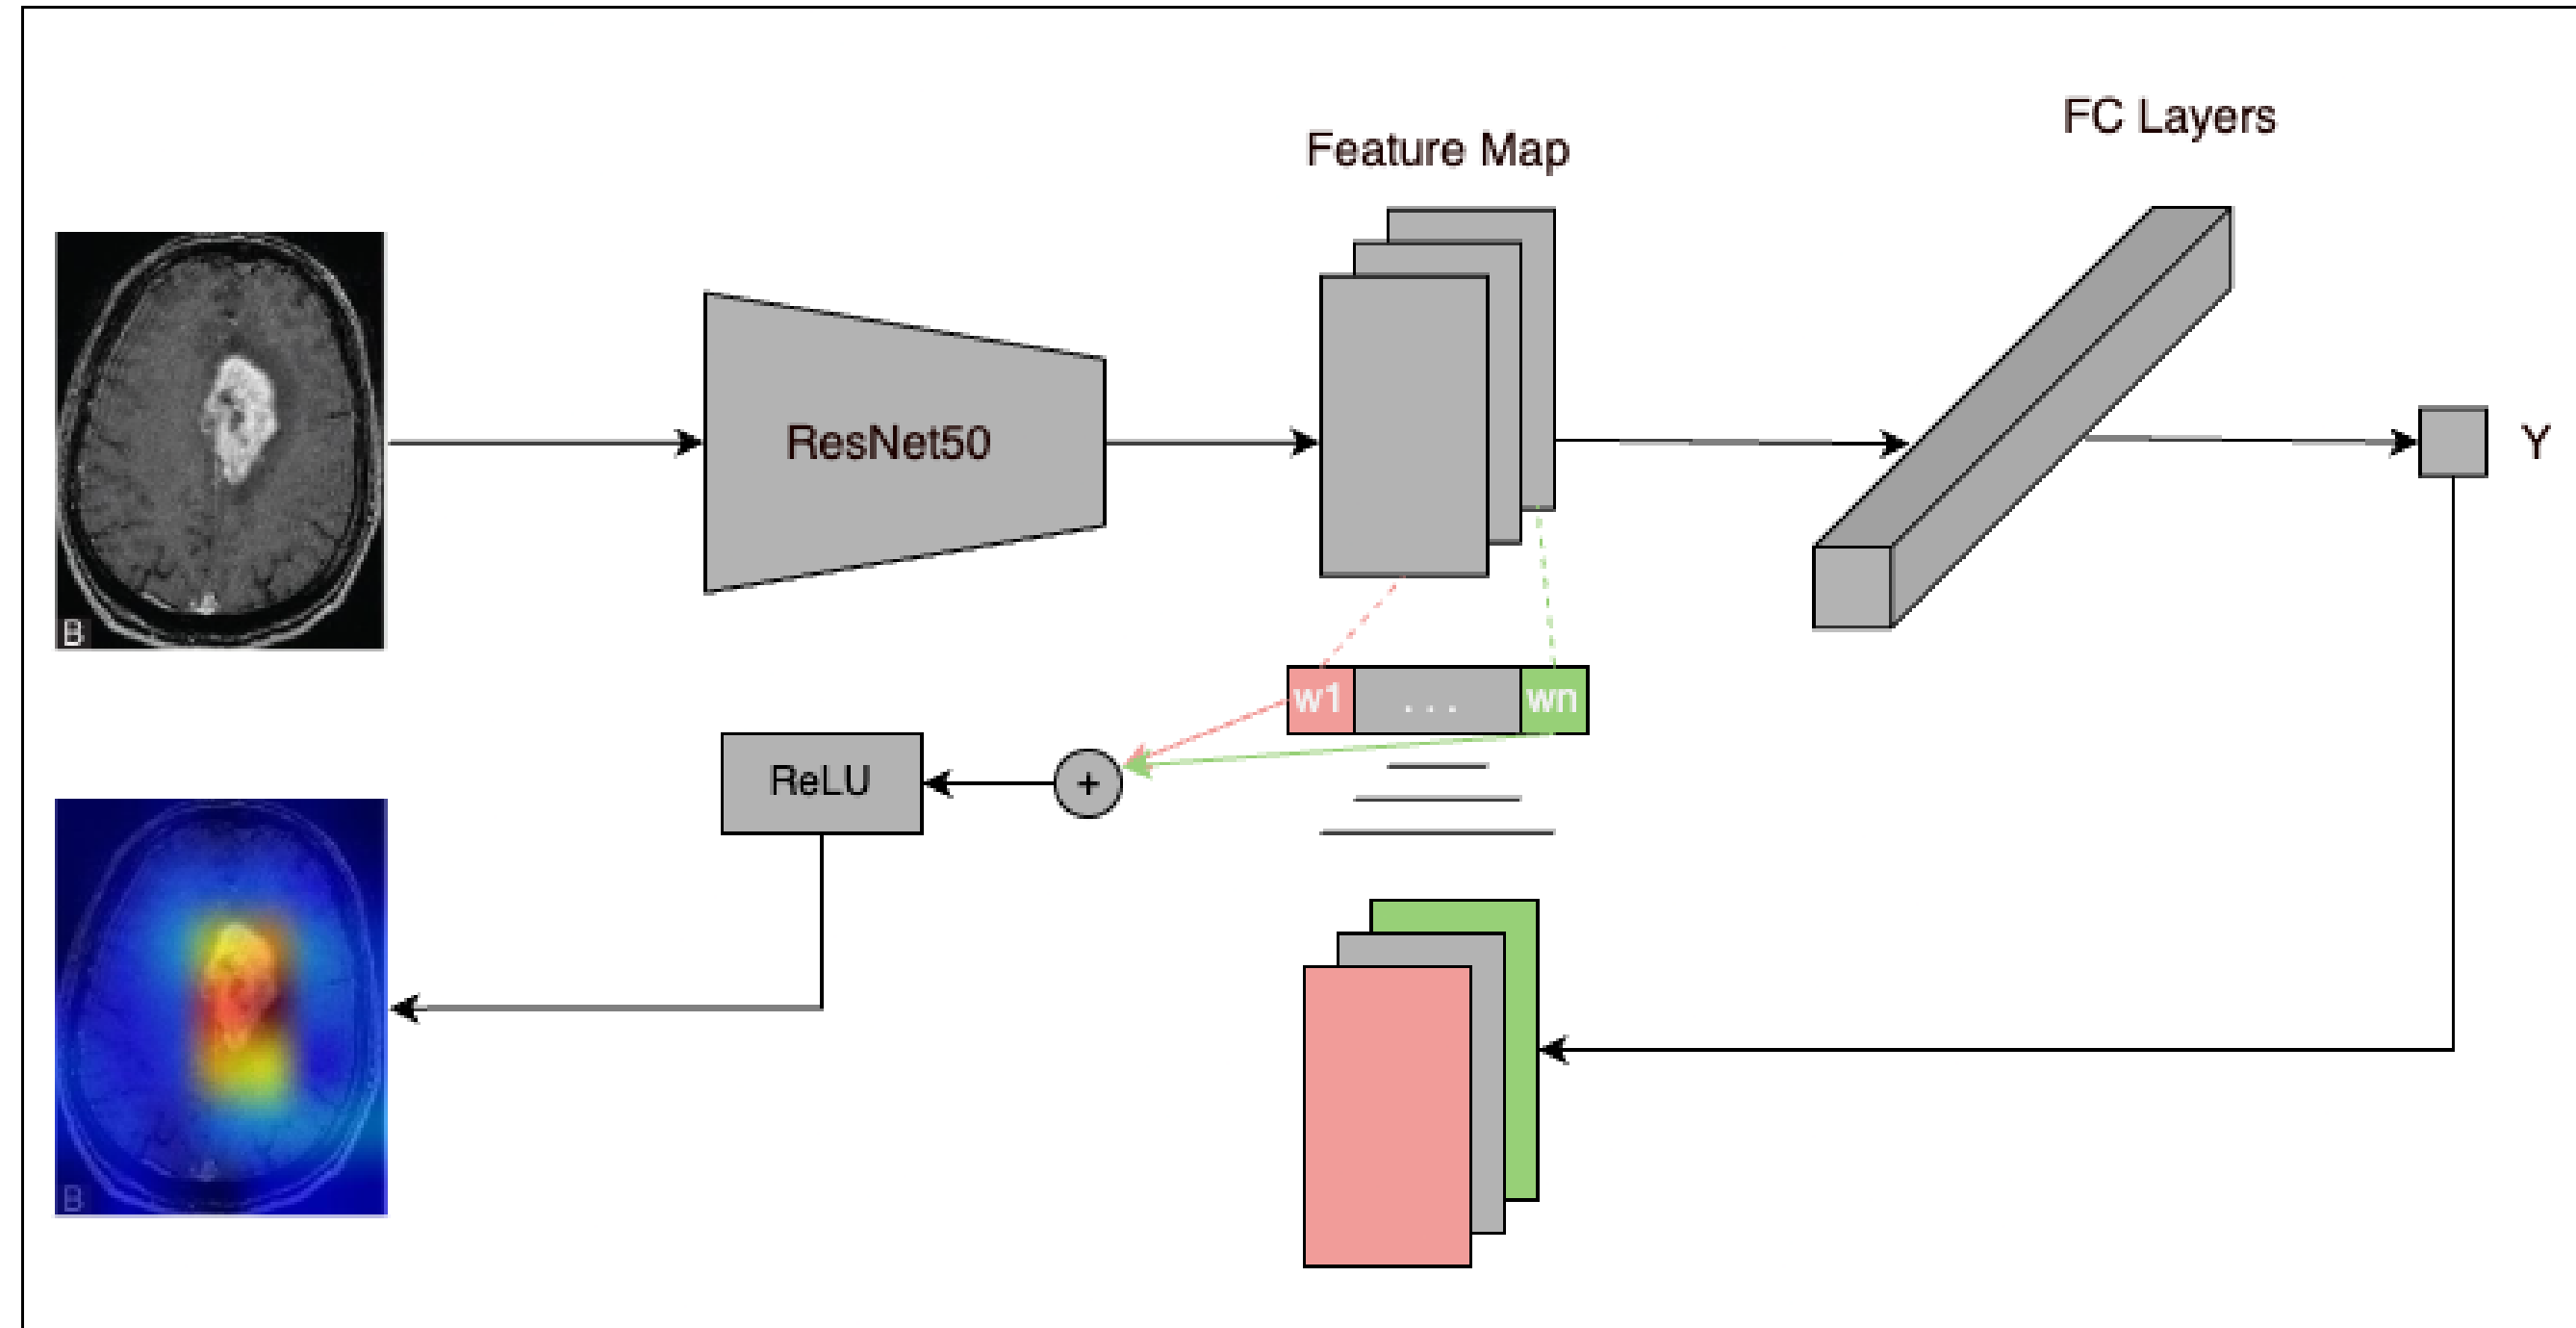 FC Layers
Feature Map
ResNet50
Y
B
w1 ... wn
ReLU
+
B